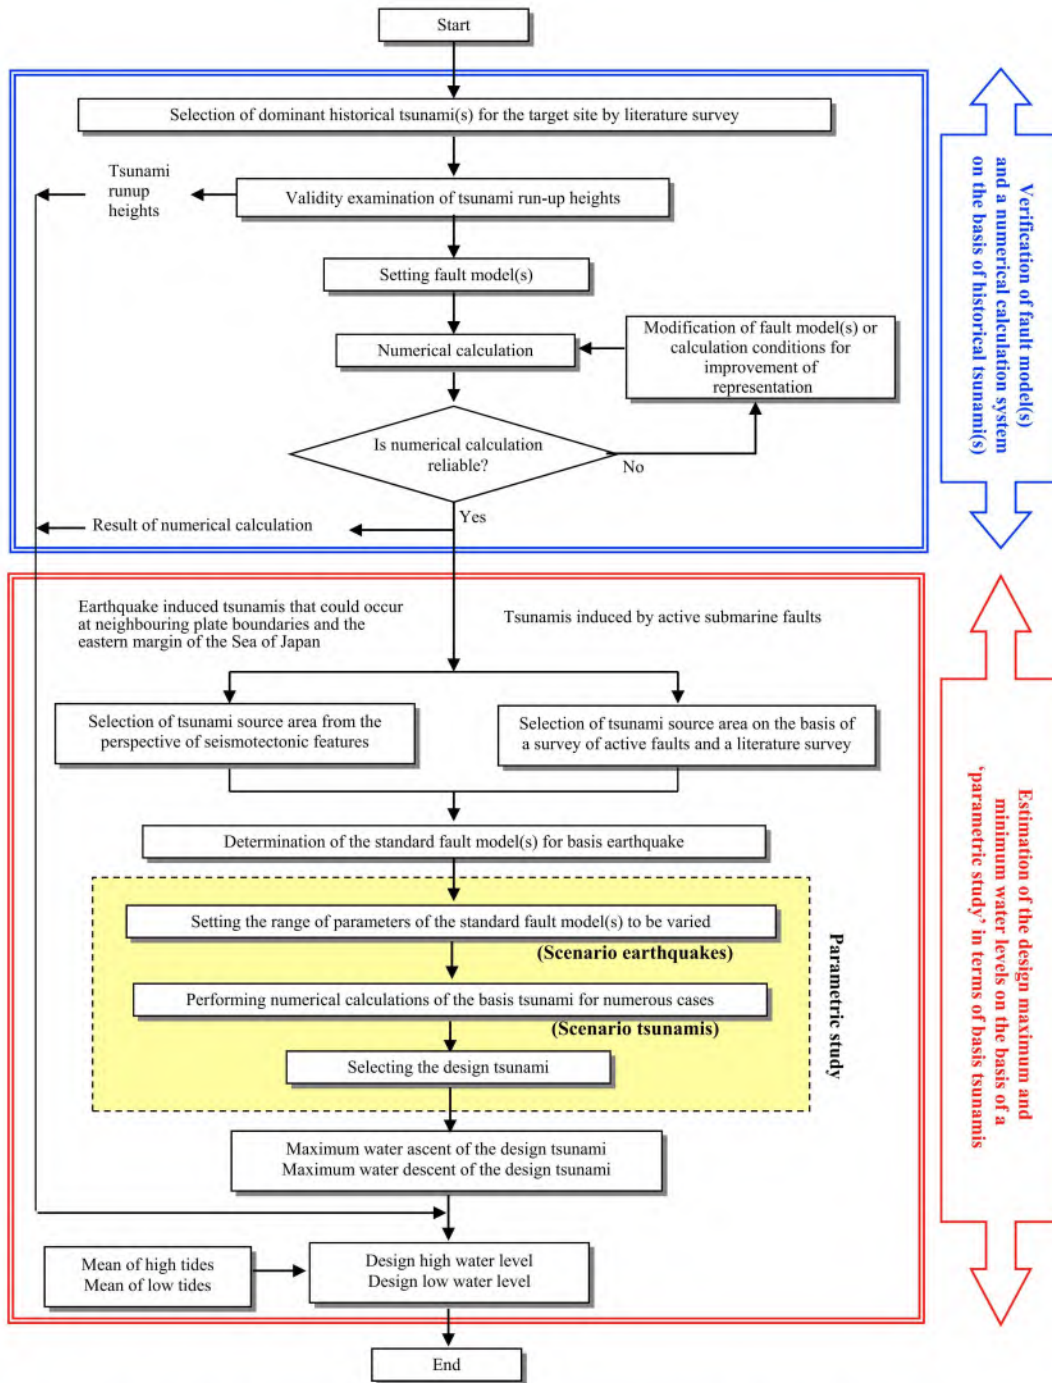 Start
Selection of dominant historical tsunami(s) for the target site by literature survey
Tsunami
runup
heights
Validity examination of tsunami run-up heights
Setting fault model(s)
Numerical calculation
Modification of fault model(s) or
calculation conditions for
improvement of
representation
Is numerical calculation
reliable?
No
Yes
Result of numerical calculation
Verification of fault model(s)
and a numerical calculation system
on the basis of historical tsunami(s)
Earthquake induced tsunamis that could occur
at neighbouring plate boundaries and the
eastern margin of the Sea of Japan
Tsunamis induced by active submarine faults
Selection of tsunami source area from the
perspective of seismotectonic features
Selection of tsunami source area on the basis of
a survey of active faults and a literature survey
Determination of the standard fault model(s) for basis earthquake
Setting the range of parameters of the standard fault model(s) to be varied
(Scenario earthquakes)
Performing numerical calculations of the basis tsunami for numerous cases
(Scenario tsunamis)
Selecting the design tsunami
Parametric study
Maximum water ascent of the design tsunami
Maximum water descent of the design tsunami
Mean of high tides
Mean of low tides
Design high water level
Design low water level
Estimation of the design maximum and
minimum water levels on the basis of a
‘parametric study’ in terms of basis tsunamis
End